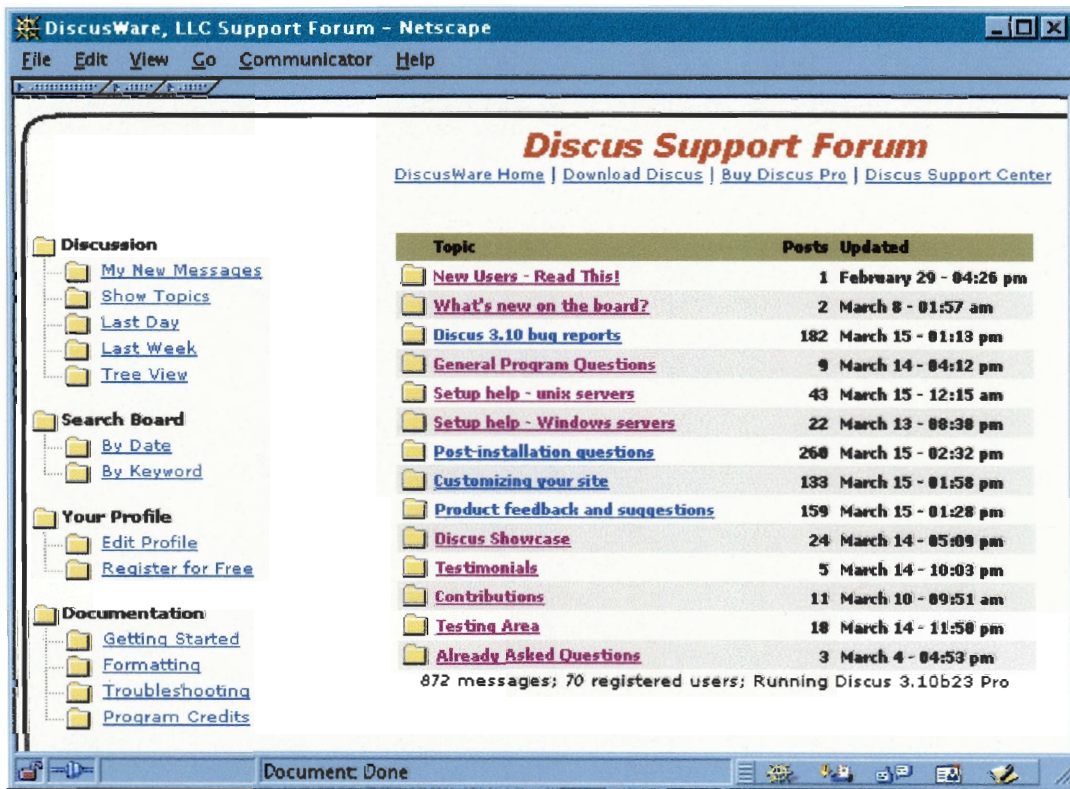 DiscusWare, LLC Support Forum – Netscape
File Edit View Go Communicator Help
Discus Support Forum
DiscusWare Home | Download Discus | Buy Discus Pro | Discus Support Center
Discussion
My New Messages
Show Topics
Last Day
Last Week
Tree View
Search Board
By Date
By Keyword
Your Profile
Edit Profile
Register for Free
Documentation
Getting Started
Formatting
Troubleshooting
Program Credits
Topic Posts Updated
New Users - Read This! 1 February 29 - 04:26 pm
What's new on the board? 2 March 8 - 01:57 am
Discus 3.10 bug reports 182 March 15 - 01:13 pm
General Program Questions 9 March 14 - 04:12 pm
Setup help - unix servers 43 March 15 - 12:15 am
Setup help - Windows servers 22 March 13 - 08:38 pm
Post-installation questions 260 March 15 - 02:32 pm
Customizing your site 133 March 15 - 01:58 pm
Product feedback and suggestions 159 March 15 - 01:28 pm
Discus Showcase 24 March 14 - 05:09 pm
Testimonials 5 March 14 - 10:03 pm
Contributions 11 March 10 - 09:51 am
Testing Area 18 March 14 - 11:50 pm
Already Asked Questions 3 March 4 - 04:53 pm
872 messages; 70 registered users; Running Discus 3.10b23 Pro
Document: Done